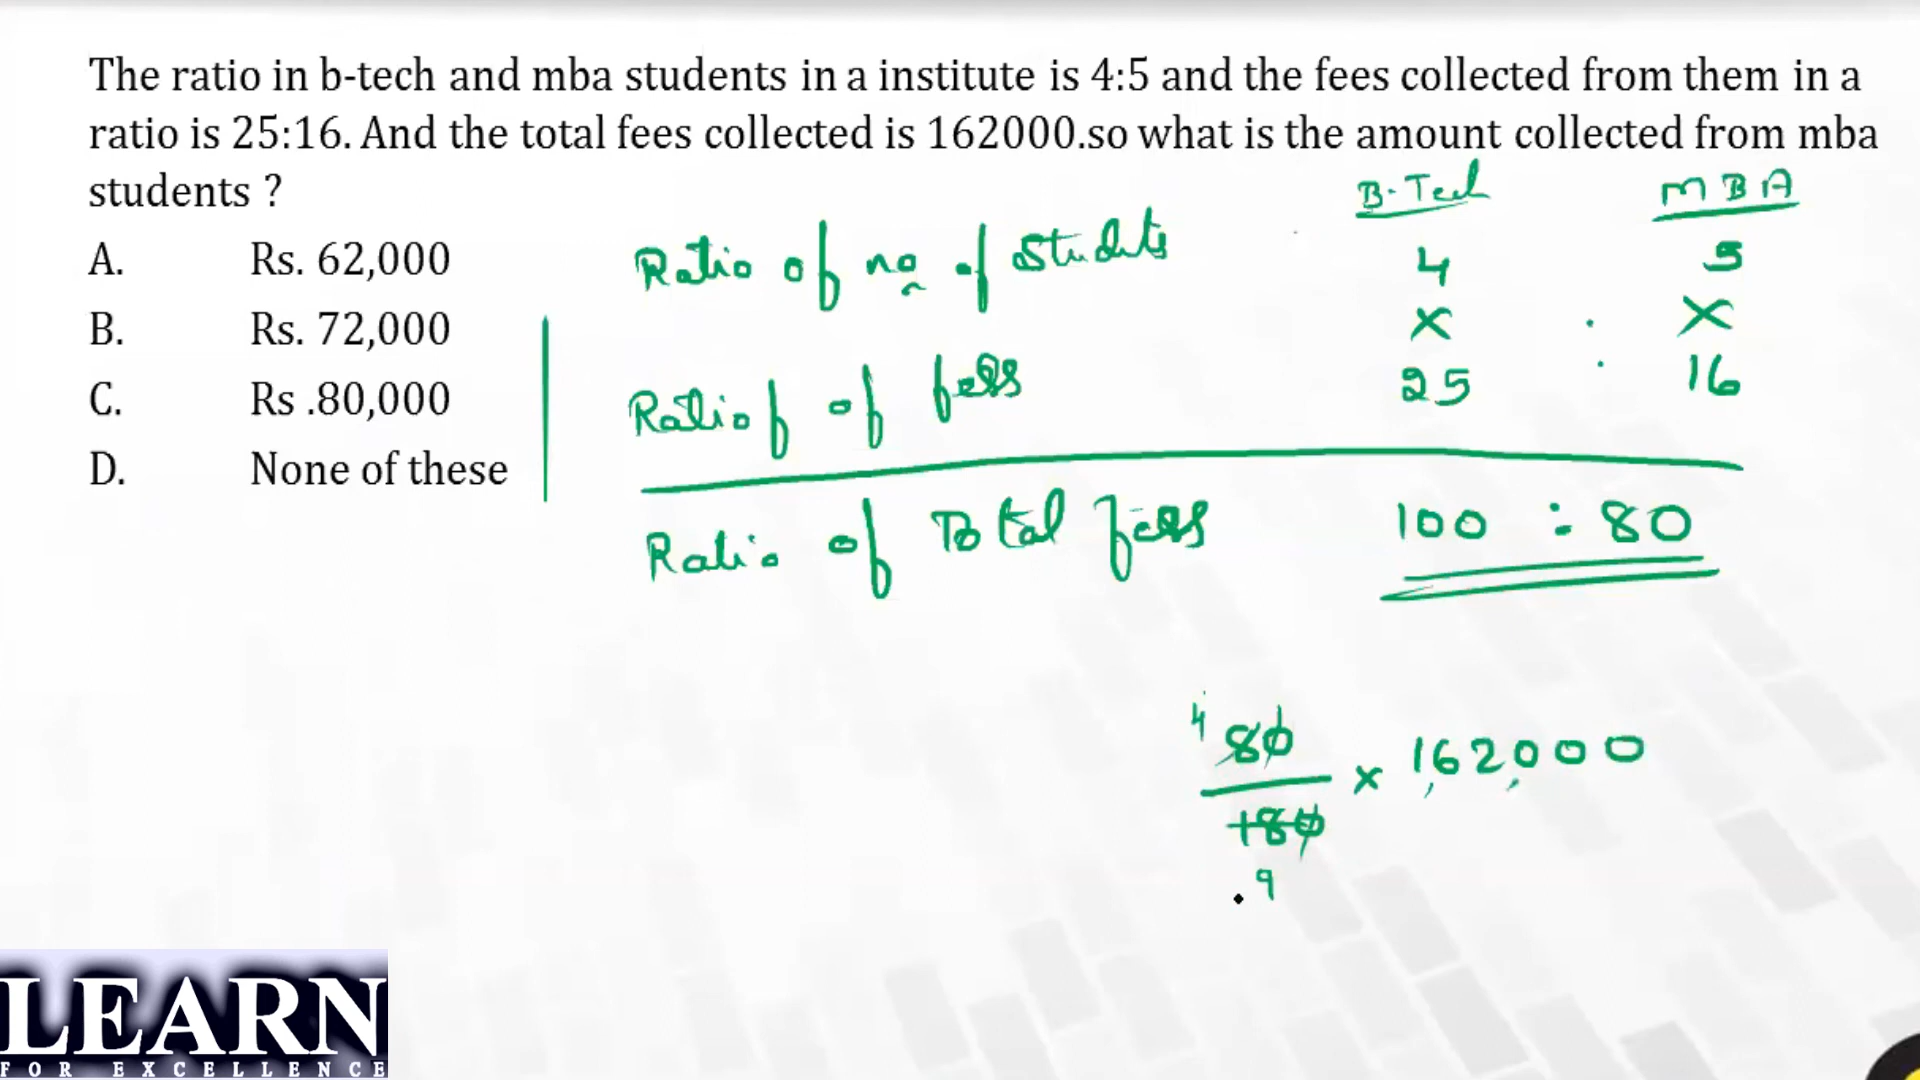 The ratio in b-tech and mba students in a institute is 4:5 and the fees collected from them in a
ratio is 25:16. And the total fees collected is 162000.so what is the amount collected from mba
students ?
B-Tech MBA
A. Rs. 62,000
Ratio of no of Students 4 5
B. Rs. 72,000
× : ×
C. Rs .80,000
Ratio of fees 25 : 16
D. None of these
Ratio of Total fees 100 : 80
4 80
× 1,62,000
180
9
LEARN
FOR EXCELLENCE